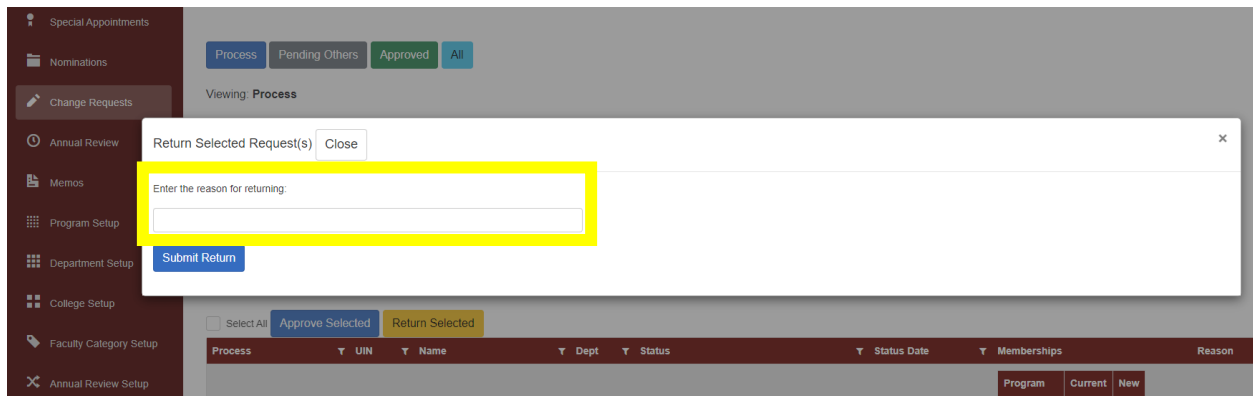 Special Appointments
Nominations
Change Requests
Annual Review
Memos
Program Setup
Department Setup
College Setup
Faculty Category Setup
Annual Review Setup
Process Pending Others Approved All
Viewing: Process
Return Selected Request(s) Close ×
Enter the reason for returning:
Submit Return
Select All Approve Selected Return Selected
Process UIN Name Dept Status Status Date Memberships Reason
Program Current New